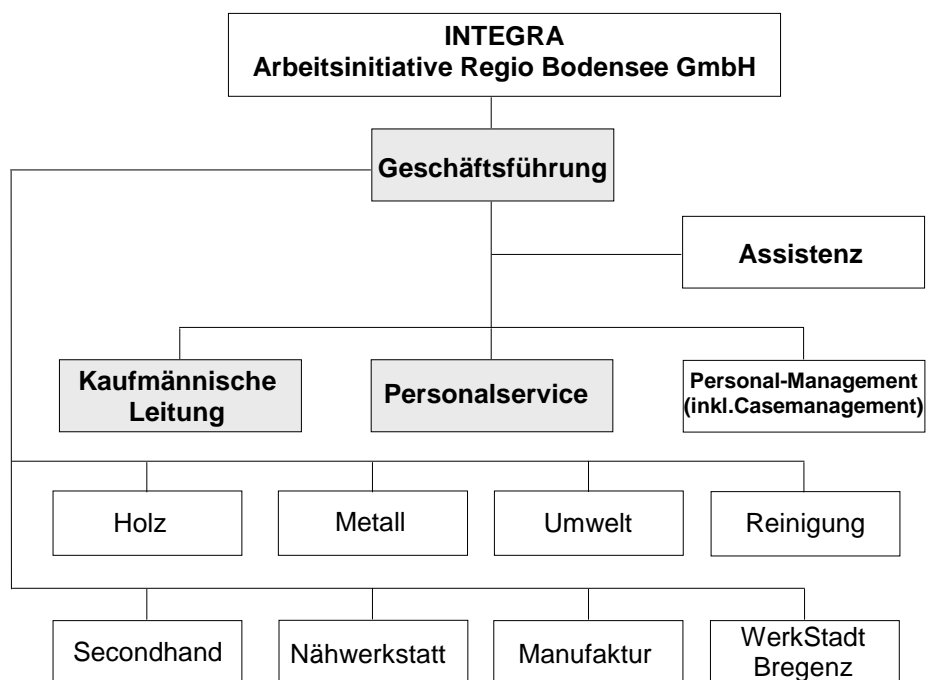 INTEGRA
Arbeitsinitiative Regio Bodensee GmbH
Geschäftsführung
Assistenz
Kaufmännische
Leitung
Personalservice
Personal-Management
(inkl.Casemanagement)
Holz
Metall
Umwelt
Reinigung
Secondhand
Nähwerkstatt
Manufaktur
WerkStadt
Bregenz